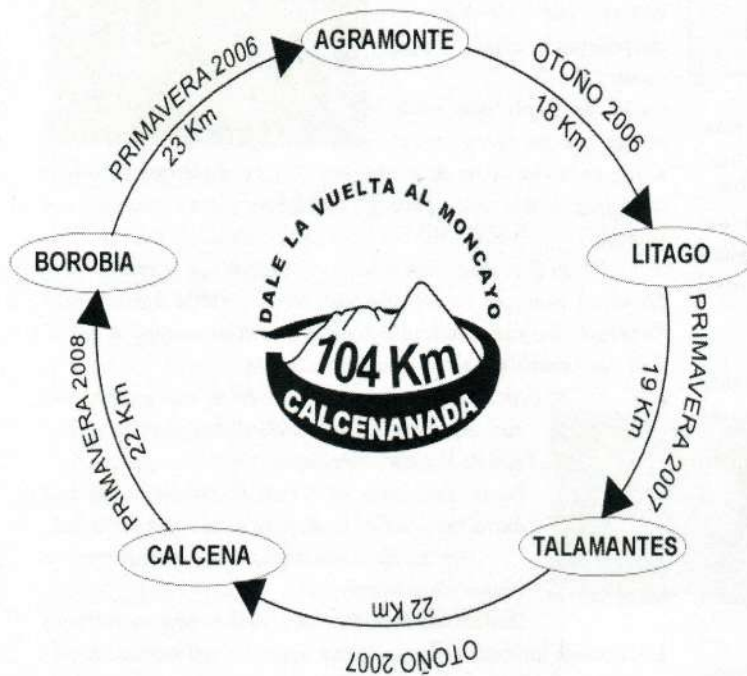 AGRAMONTE
OTOÑO 2006
18 Km
LITAGO
PRIMAVERA 2007
19 Km
TALAMANTES
22 Km
OTOÑO 2007
CALCENA
PRIMAVERA 2008
22 Km
BOROBIA
PRIMAVERA 2006
23 Km
DALE LA VUELTA AL MONCAYO
104 Km
CALCENANADA